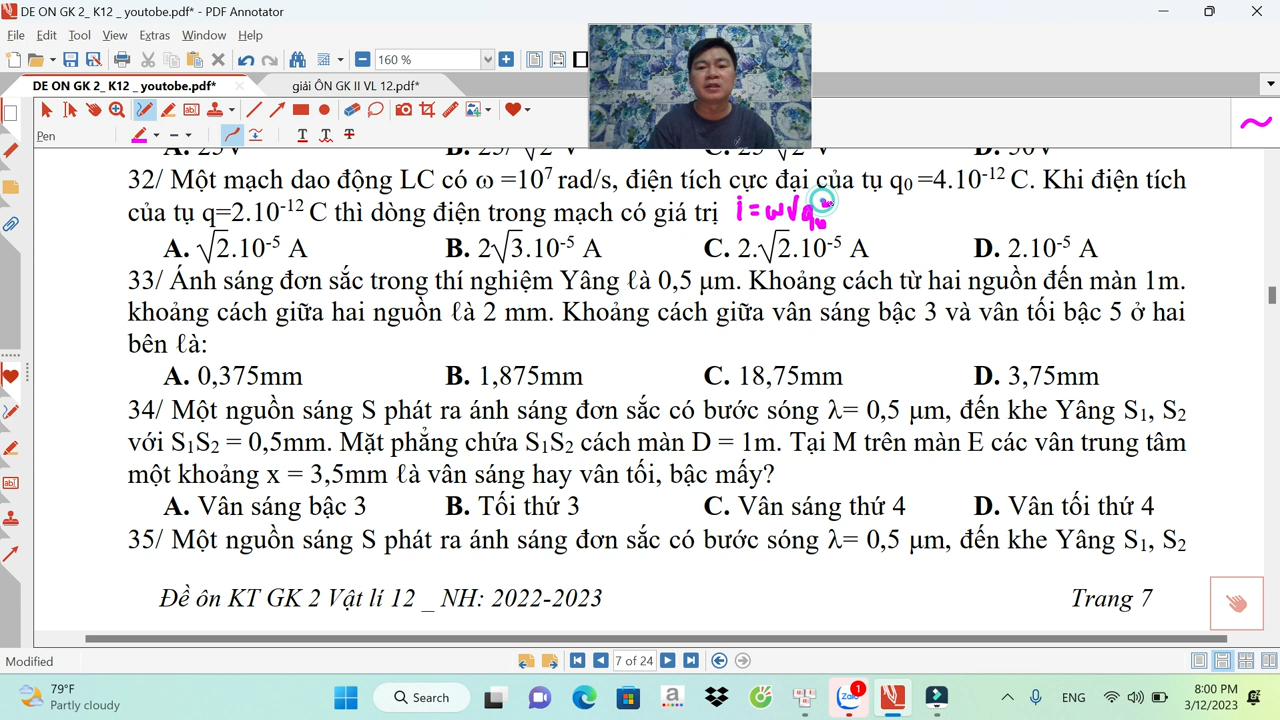 DE ON GK 2_ K12 _ youtobe.pdf* - PDF Annotator
File Edit Tool View Extras Window Help
160 %
DE ON GK 2_ K12 _ youtobe.pdf* giải ÔN GK II VL 12.pdf*
Pen
32/ Một mạch dao động LC có ω =10⁷ rad/s, điện tích cực đại của tụ q₀ =4.10⁻¹² C. Khi điện tích
của tụ q=2.10⁻¹² C thì dòng điện trong mạch có giá trị i = ω√q₀
A. √2.10⁻⁵ A B. 2√3.10⁻⁵ A C. 2.√2.10⁻⁵ A D. 2.10⁻⁵ A
33/ Ánh sáng đơn sắc trong thí nghiệm Yâng ℓà 0,5 μm. Khoảng cách từ hai nguồn đến màn 1m.
khoảng cách giữa hai nguồn ℓà 2 mm. Khoảng cách giữa vân sáng bậc 3 và vân tối bậc 5 ở hai
bên ℓà:
A. 0,375mm B. 1,875mm C. 18,75mm D. 3,75mm
34/ Một nguồn sáng S phát ra ánh sáng đơn sắc có bước sóng λ= 0,5 μm, đến khe Yâng S₁, S₂
với S₁S₂ = 0,5mm. Mặt phẳng chứa S₁S₂ cách màn D = 1m. Tại M trên màn E các vân trung tâm
một khoảng x = 3,5mm ℓà vân sáng hay vân tối, bậc mấy?
A. Vân sáng bậc 3 B. Tối thứ 3 C. Vân sáng thứ 4 D. Vân tối thứ 4
35/ Một nguồn sáng S phát ra ánh sáng đơn sắc có bước sóng λ= 0,5 μm, đến khe Yâng S₁, S₂
Đề ôn KT GK 2 Vật lí 12 _ NH: 2022-2023 Trang 7
Modified 7 of 24
79°F
Partly cloudy
Search
Zalo
1
ENG
8:00 PM
3/12/2023